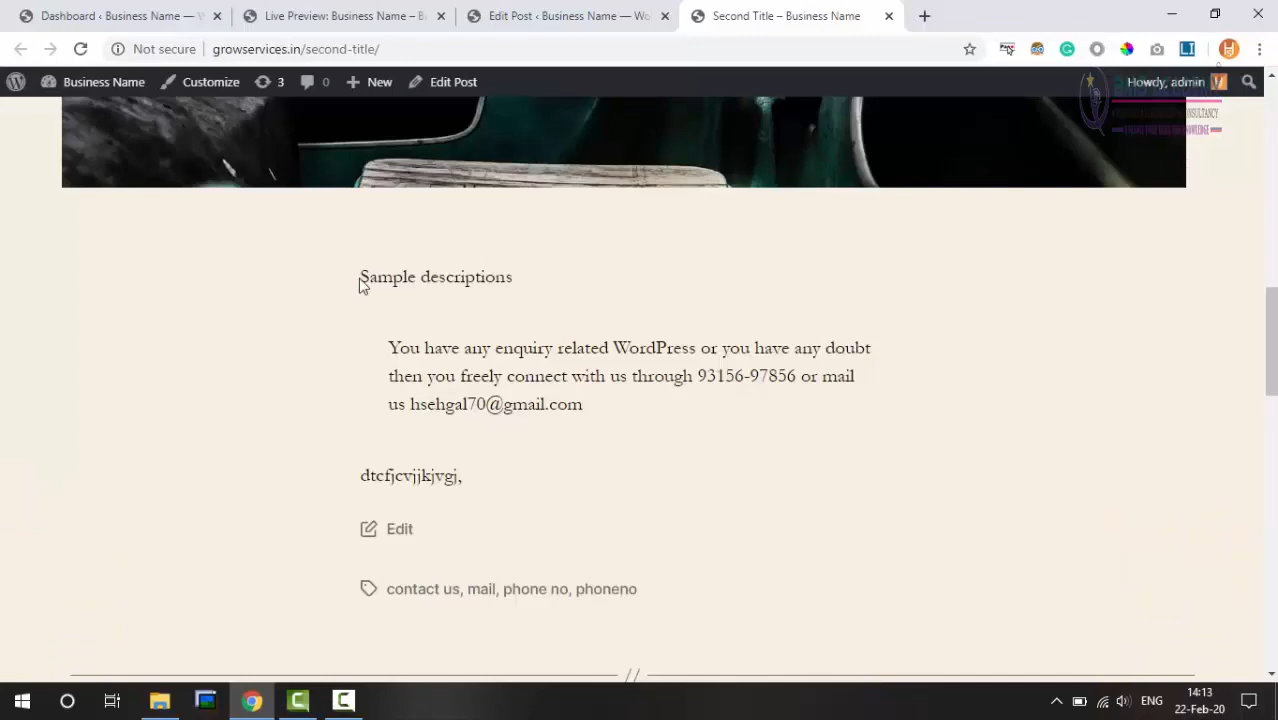 Dashboard ‹ Business Name — W
Live Preview: Business Name – B
Edit Post ‹ Business Name — Wo
Second Title – Business Name
Not secure
growservices.in/second-title/
Business Name
Customize
3
0
New
Edit Post
Howdy, admin
Sample descriptions
You have any enquiry related WordPress or you have any doubt
then you freely connect with us through 93156-97856 or mail
us hsehgal70@gmail.com
dtcfjcvjjkjvgj,
Edit
contact us, mail, phone no, phoneno
//
ENG
14:13
22-Feb-20